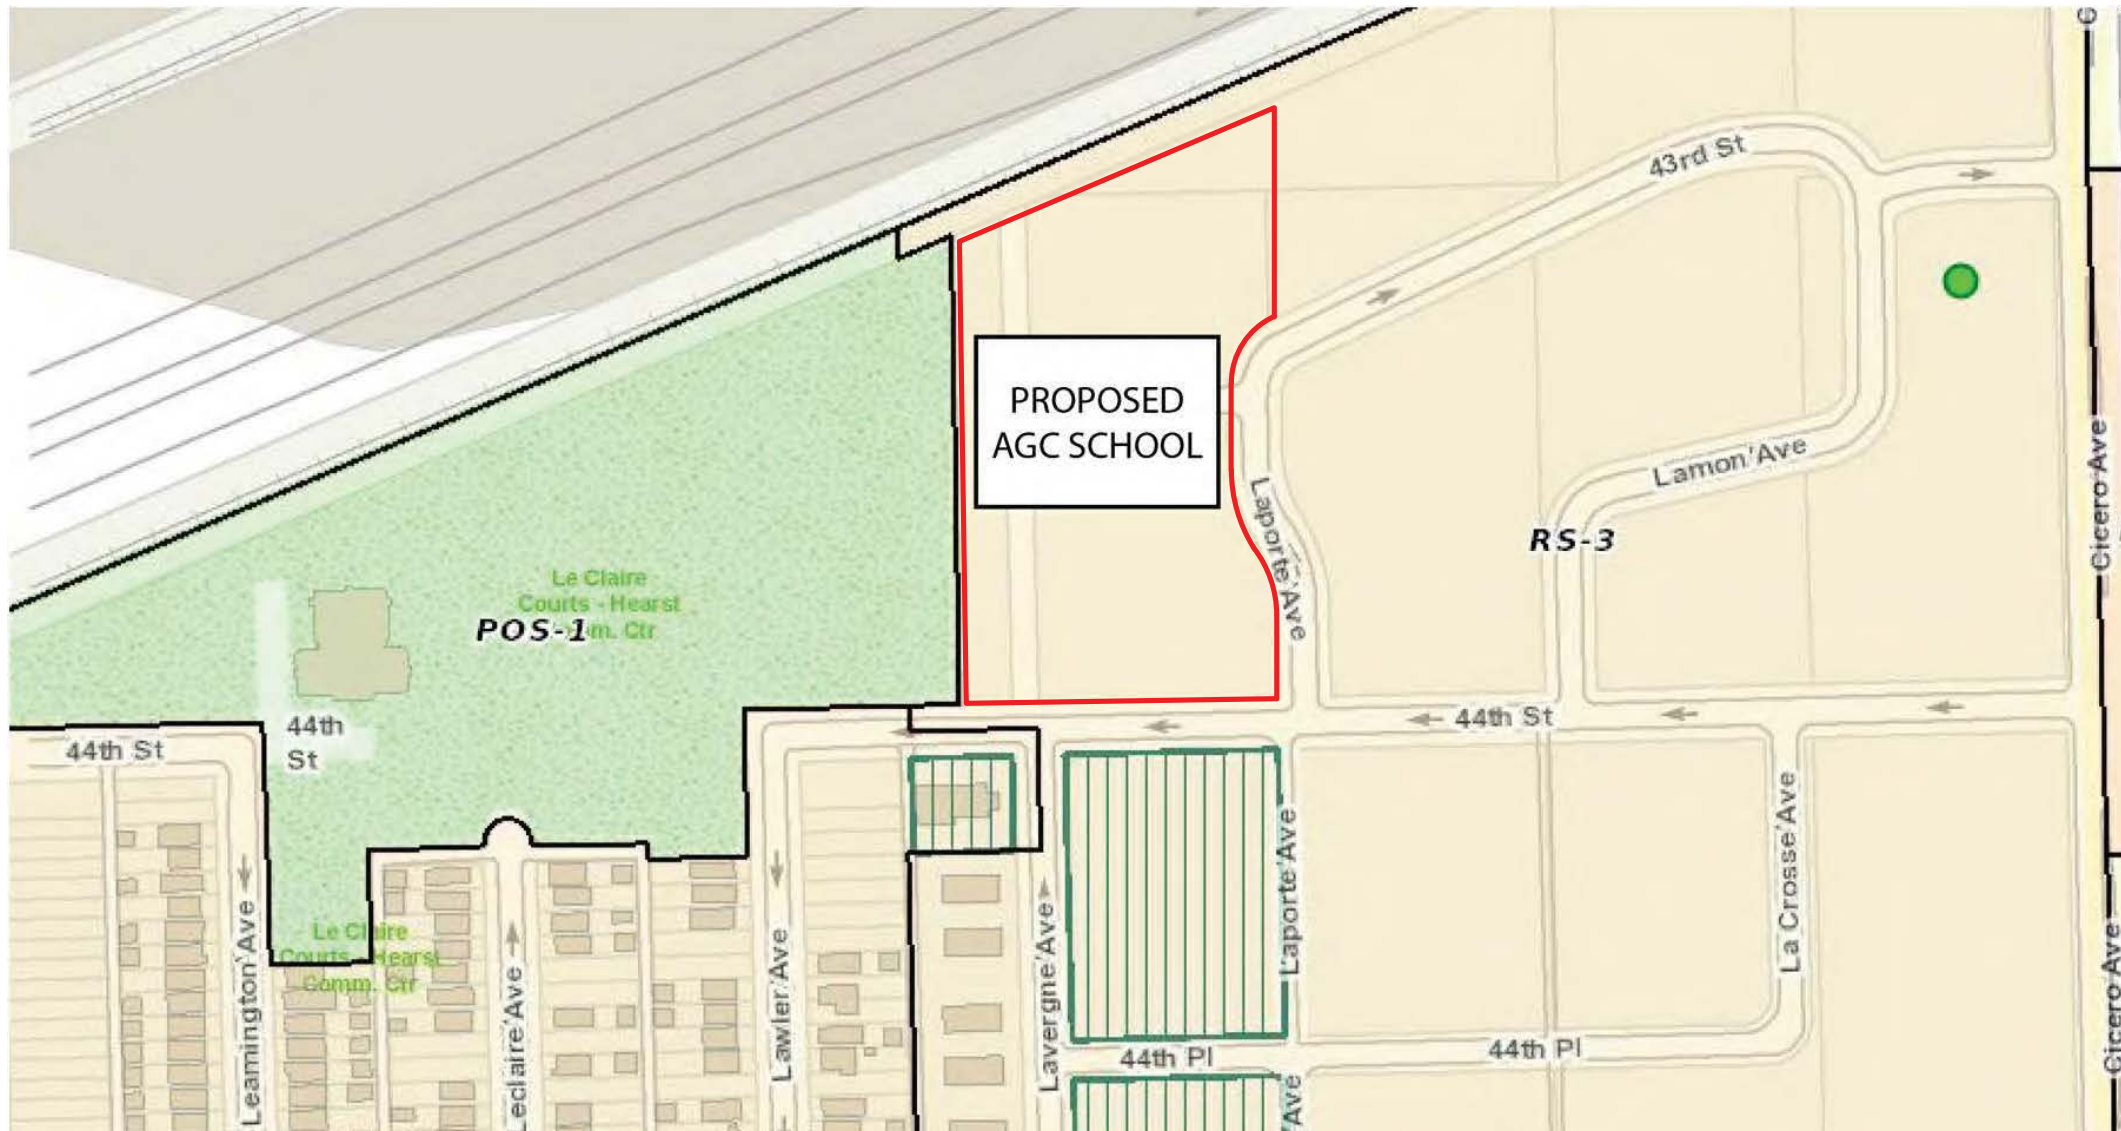 43rd St
PROPOSED
AGC SCHOOL
Lamon Ave
Cicero Ave
Laporte Ave
RS-3
Le Claire
Courts - Hearst
POS-1
m. Ctr
44th
St
44th St
44th St
Leamington Ave
Le Claire
Courts - Hearst
Comm. Ctr
Leclaire Ave
Lawler Ave
Lavergne Ave
Laporte Ave
La Crosse Ave
Cicero Ave
44th Pl
44th Pl
Ave